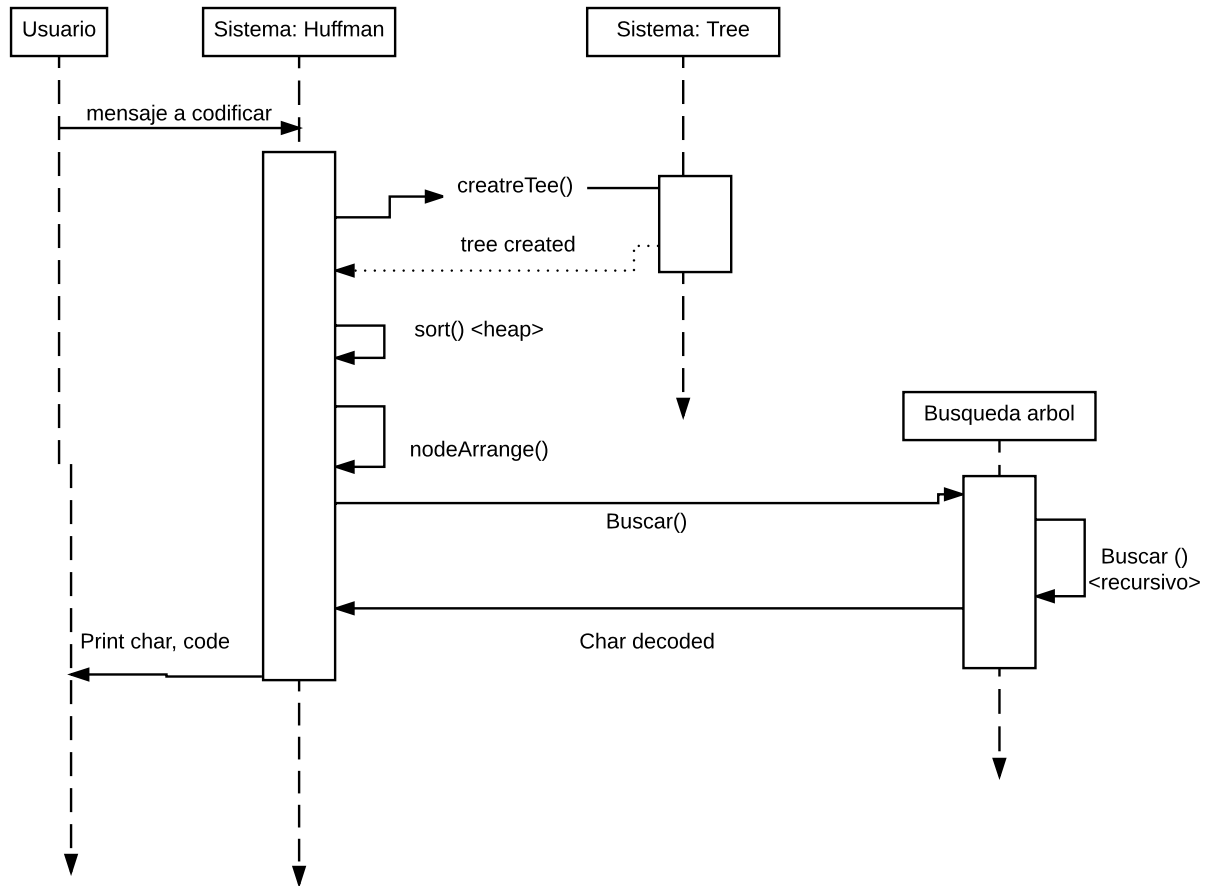 Usuario
Sistema: Huffman
Sistema: Tree
mensaje a codificar
creatreTee()
tree created
sort() <heap>
Busqueda arbol
nodeArrange()
Buscar()
Buscar ()
<recursivo>
Print char, code
Char decoded